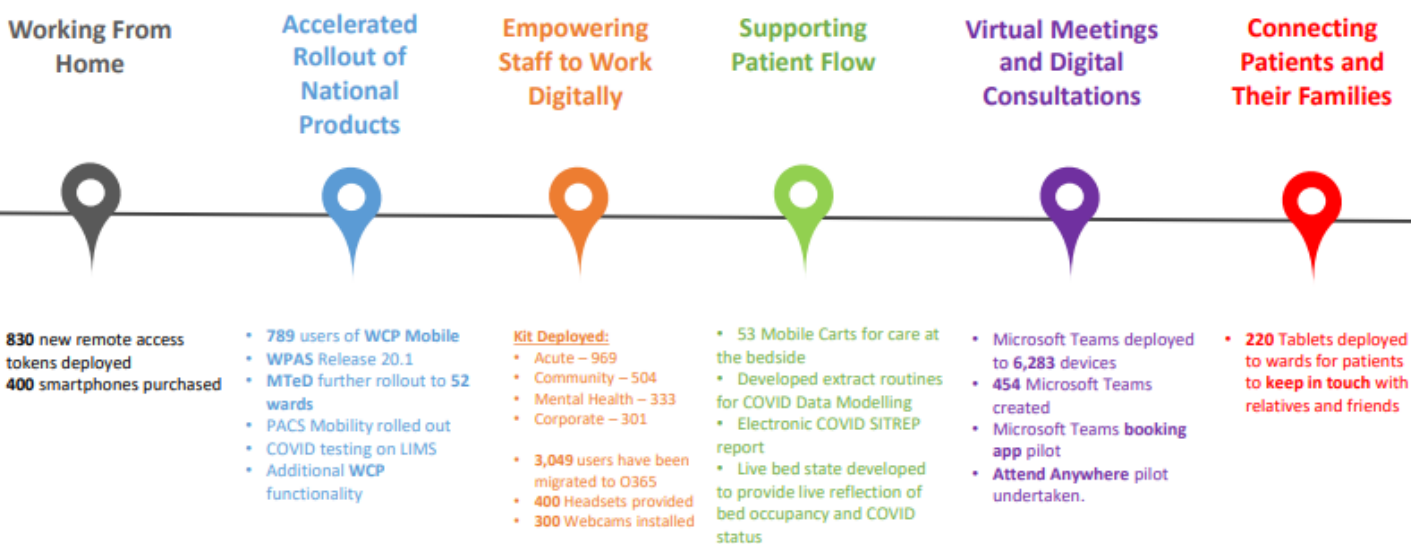 Working From
Home
Accelerated
Rollout of
National
Products
Empowering
Staff to Work
Digitally
Supporting
Patient Flow
Virtual Meetings
and Digital
Consultations
Connecting
Patients and
Their Families
830 new remote access
tokens deployed
400 smartphones purchased
• 789 users of WCP Mobile
• WPAS Release 20.1
• MTeD further rollout to 52
wards
• PACS Mobility rolled out
• COVID testing on LIMS
• Additional WCP
functionality
Kit Deployed:
• Acute – 969
• Community – 504
• Mental Health – 333
• Corporate – 301
• 3,049 users have been
migrated to O365
• 400 Headsets provided
• 300 Webcams installed
• 53 Mobile Carts for care at
the bedside
• Developed extract routines
for COVID Data Modelling
• Electronic COVID SITREP
report
• Live bed state developed
to provide live reflection of
bed occupancy and COVID
status
• Microsoft Teams deployed
to 6,283 devices
• 454 Microsoft Teams
created
• Microsoft Teams booking
app pilot
• Attend Anywhere pilot
undertaken.
• 220 Tablets deployed
to wards for patients
to keep in touch with
relatives and friends